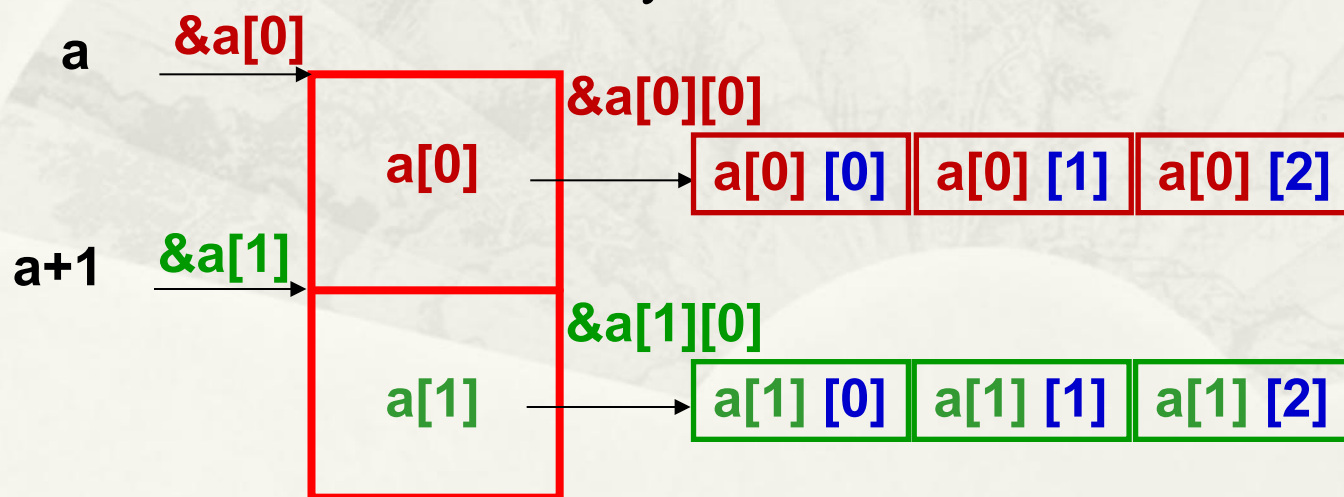 a
&a[0]
&a[0][0]
a[0]
a[0] [0]
a[0] [1]
a[0] [2]
a+1
&a[1]
&a[1][0]
a[1]
a[1] [0]
a[1] [1]
a[1] [2]